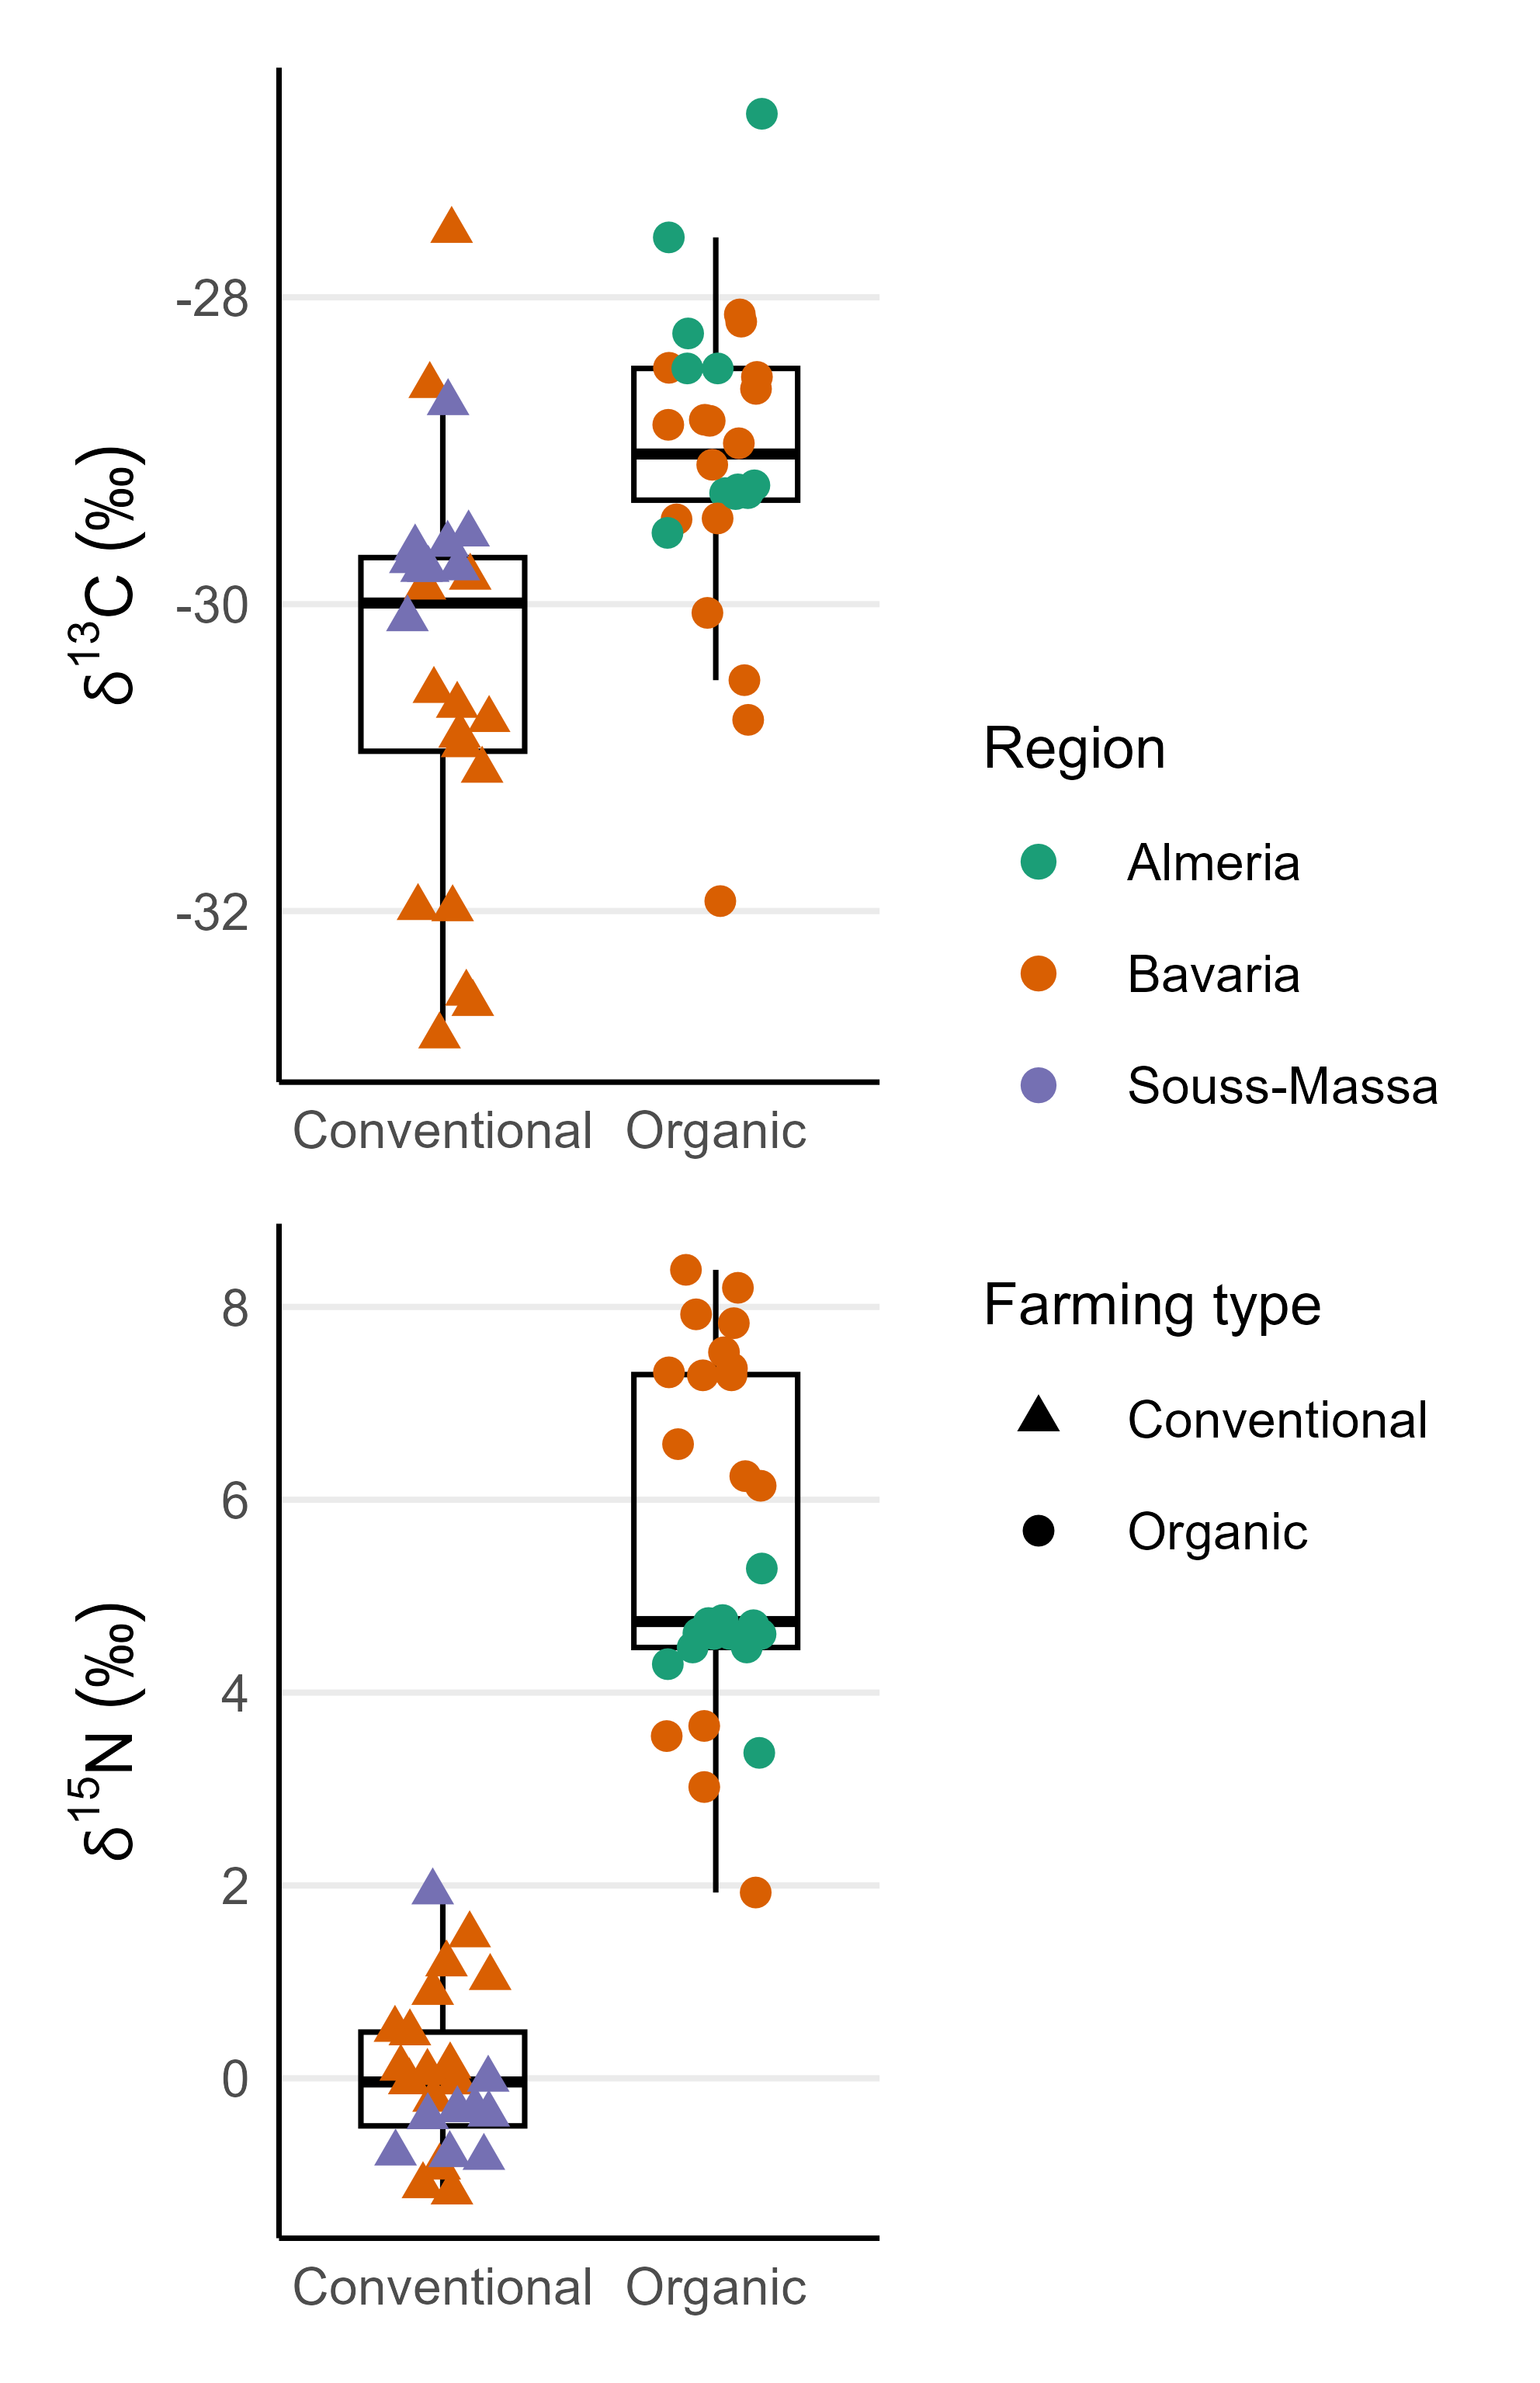 -28
-30
-32
δ¹³C (‰)
Conventional Organic
Region
Almeria
Bavaria
Souss-Massa
8
6
4
2
0
δ¹⁵N (‰)
Conventional Organic
Farming type
Conventional
Organic